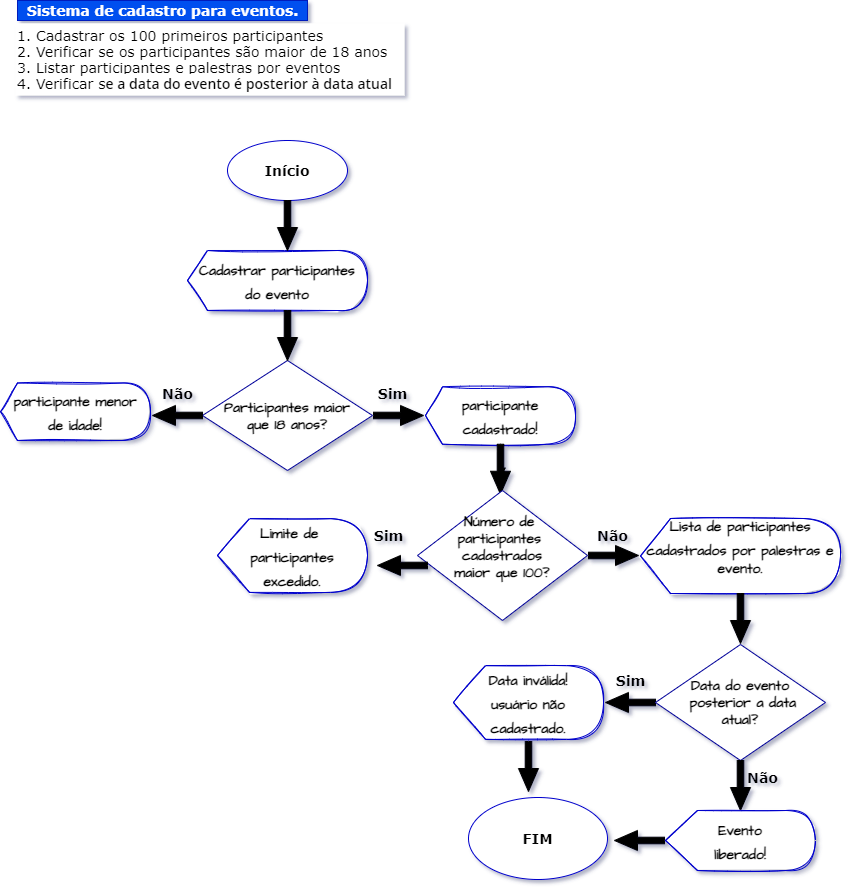 Sistema de cadastro para eventos.
1. Cadastrar os 100 primeiros participantes
2. Verificar se os participantes são maior de 18 anos
3. Listar participantes e palestras por eventos
4. Verificar se a data do evento é posterior à data atual
Início
Cadastrar participantes
do evento
Não
Sim
participante menor
de idade!
Participantes maior
que 18 anos?
participante
cadastrado!
Limite de
participantes
excedido.
Sim
Número de
participantes
cadastrados
maior que 100?
Não
Lista de participantes
cadastrados por palestras e
evento.
Data inválida!
usuário não
cadastrado.
Sim
Data do evento
posterior a data
atual?
Não
FIM
Evento
liberado!